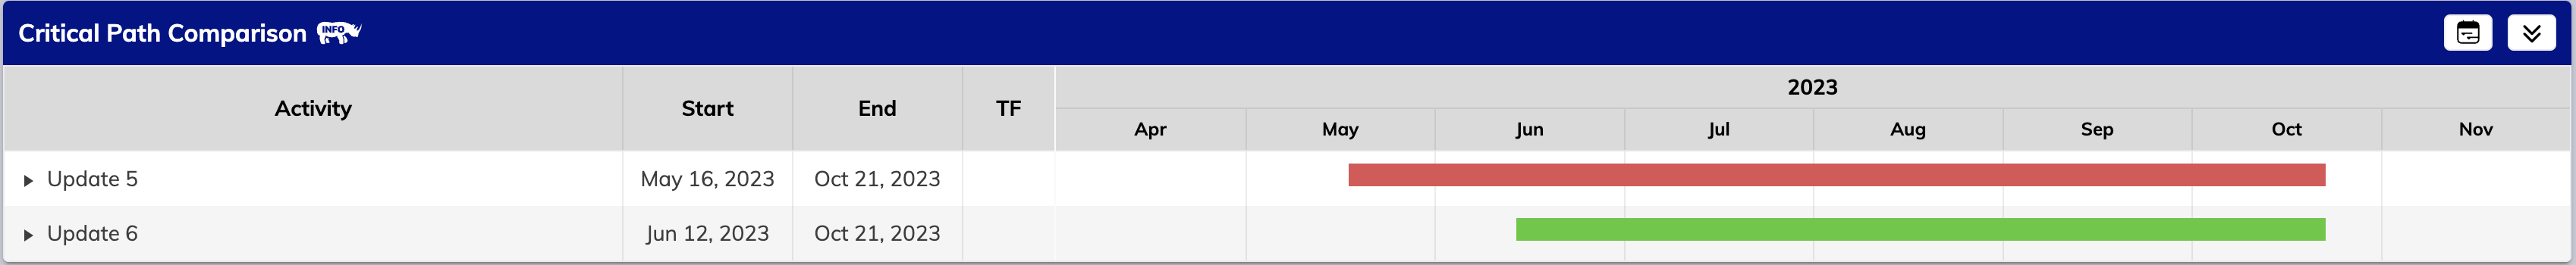 Critical Path Comparison INFO
Activity Start End TF 2023
Apr May Jun Jul Aug Sep Oct Nov
Update 5 May 16, 2023 Oct 21, 2023
Update 6 Jun 12, 2023 Oct 21, 2023